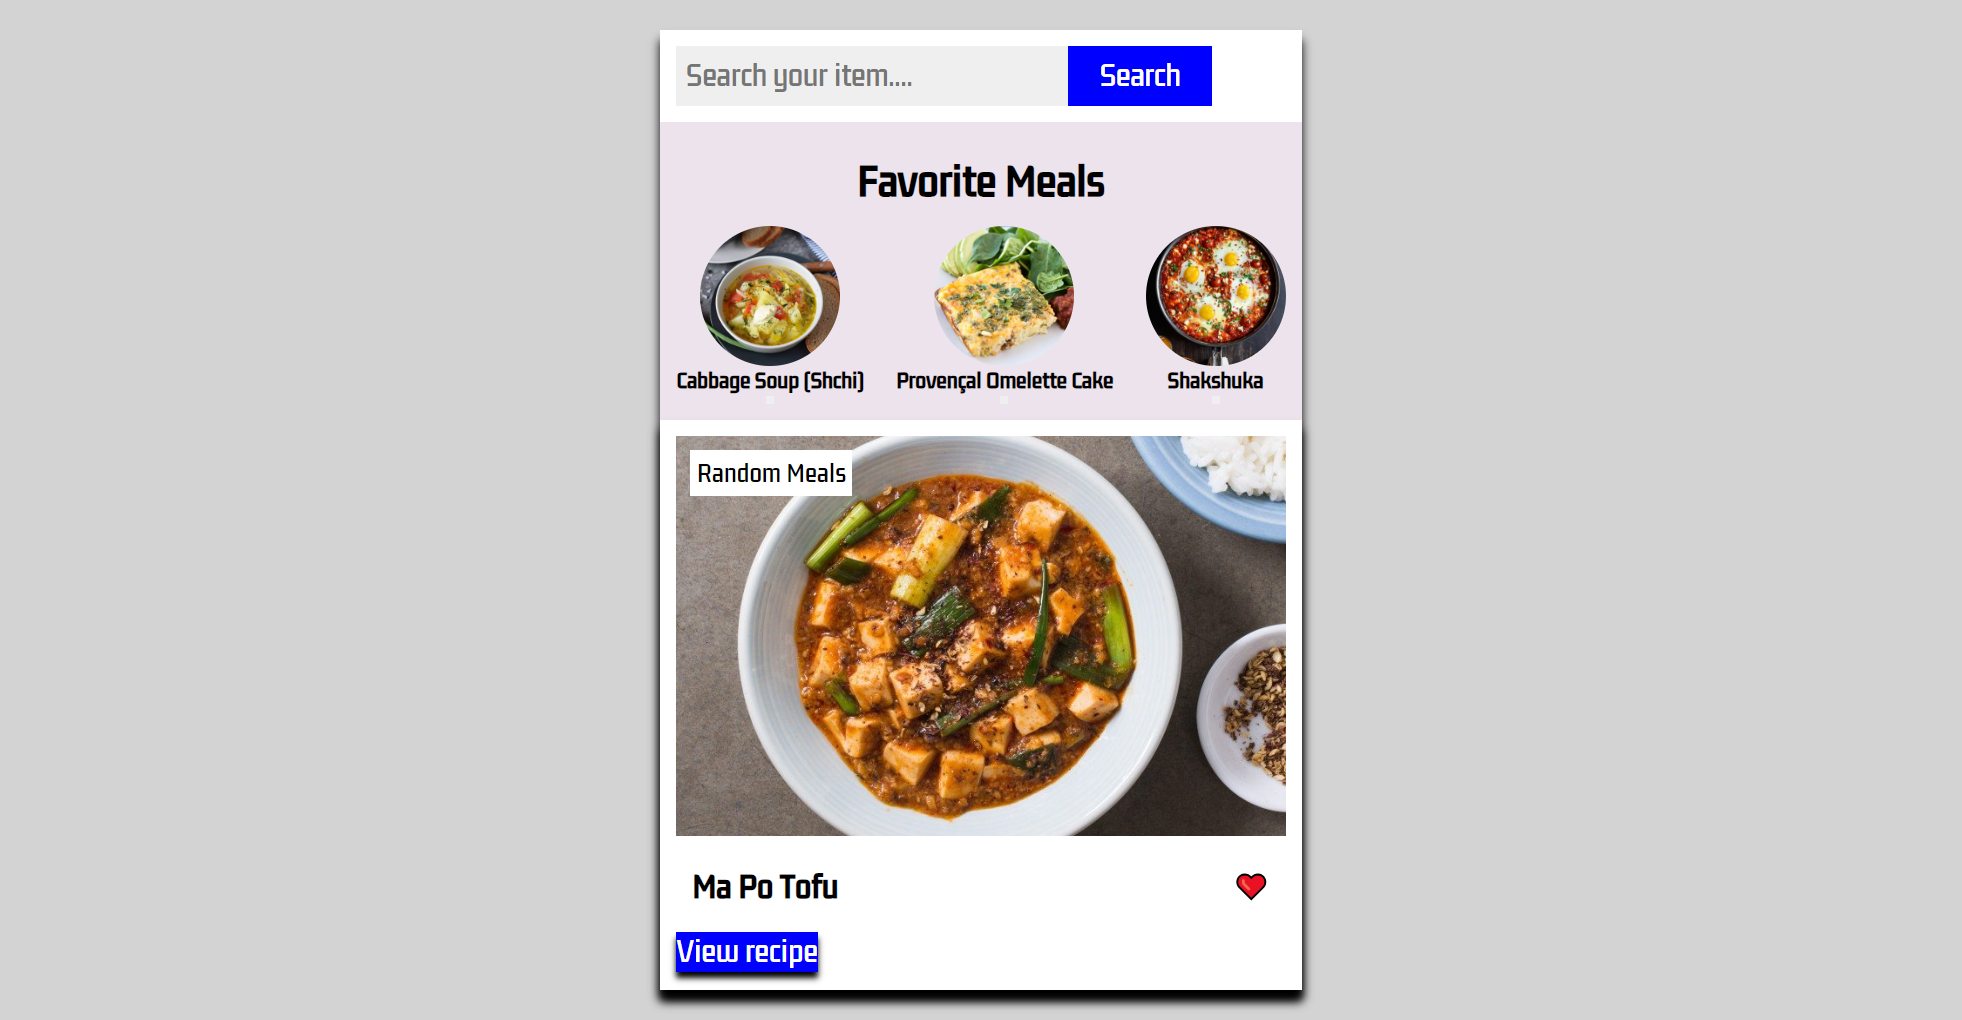 Search your item....
Search
Favorite Meals
Cabbage Soup (Shchi)
Provençal Omelette Cake
Shakshuka
Random Meals
Ma Po Tofu
View recipe